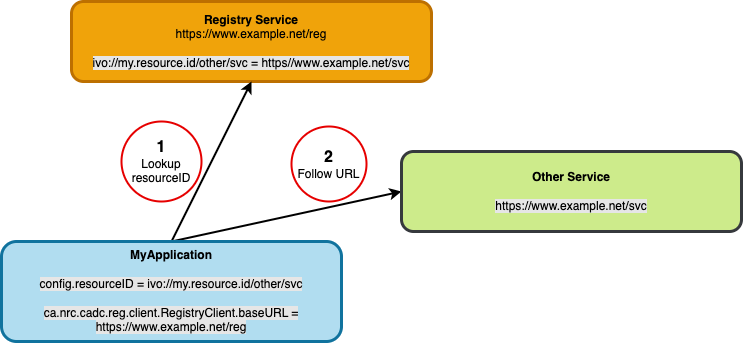 Registry Service
https://www.example.net/reg
ivo://my.resource.id/other/svc = https//www.example.net/svc
1
Lookup
resourceID
2
Follow URL
Other Service
https://www.example.net/svc
MyApplication
config.resourceID = ivo://my.resource.id/other/svc
ca.nrc.cadc.reg.client.RegistryClient.baseURL =
https://www.example.net/reg